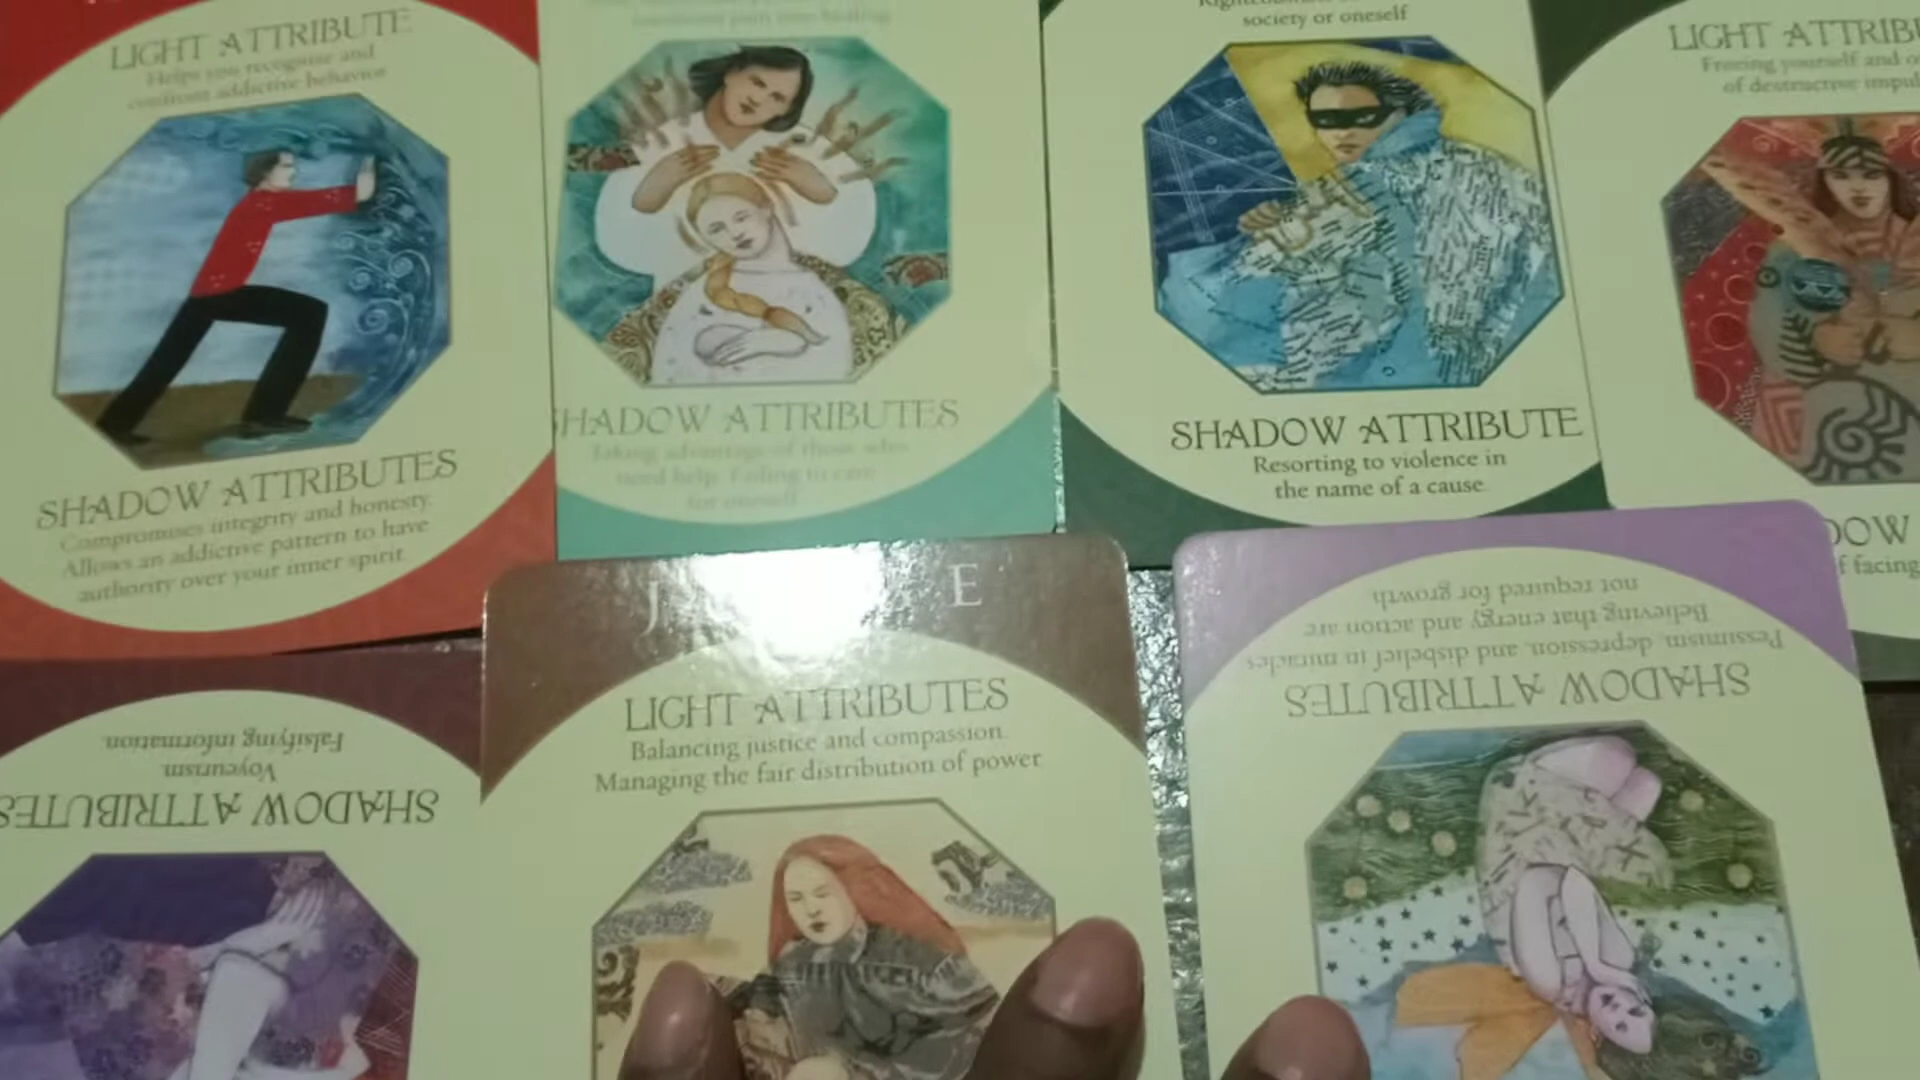 LIGHT ATTRIBUTE
Helps you recognize and
confront addictive behavior
SHADOW ATTRIBUTES
Compromises integrity and honesty.
Allows an addictive pattern to have
authority over your inner spirit
SHADOW ATTRIBUTES
Taking advantage of those who
need help. Failing to care
for oneself
society or oneself
SHADOW ATTRIBUTE
Resorting to violence in
the name of a cause.
LIGHT ATTRIBU
Freeing yourself and o
of destructive impul
DOW
f facing
SHADOW ATTRIBUTES
Voyeurism
Falsifying information.
J E
LIGHT ATTRIBUTES
Balancing justice and compassion.
Managing the fair distribution of power
SHADOW ATTRIBUTES
Pessimism, depression, and disbelief in miracles
Believing that energy and action are
not required for growth